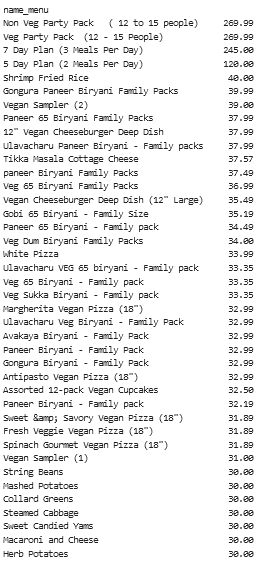 name_menu
Non Veg Party Pack   ( 12 to 15 people)   269.99
Veg Party Pack  (12 - 15 People)   269.99
7 Day Plan (3 Meals Per Day)   245.00
5 Day Plan (2 Meals Per Day)   120.00
Shrimp Fried Rice   40.00
Gongura Paneer Biryani Family Packs   39.99
Vegan Sampler (2)   39.00
Paneer 65 Biryani Family Packs   37.99
12" Vegan Cheeseburger Deep Dish   37.99
Ulavacharu Paneer Biryani - Family packs   37.99
Tikka Masala Cottage Cheese   37.57
paneer Biryani Family Packs   37.49
Veg 65 Biryani Family Packs   36.99
Vegan Cheeseburger Deep Dish (12" Large)   35.49
Gobi 65 Biryani - Family Size   35.19
Paneer 65 Biryani - Family pack   34.49
Veg Dum Biryani Family Packs   34.00
White Pizza   33.99
Ulavacharu VEG 65 biryani - Family pack   33.35
Veg 65 Biryani - Family pack   33.35
Veg Sukka Biryani - Family pack   33.35
Margherita Vegan Pizza (18")   32.99
Ulavacharu Veg Biryani - Family Pack   32.99
Avakaya Biryani - Family Pack   32.99
Paneer Biryani - Family Pack   32.99
Gongura Biryani - Family Pack   32.99
Antipasto Vegan Pizza (18")   32.99
Assorted 12-pack Vegan Cupcakes   32.50
Paneer Biryani - Family pack   32.19
Sweet &amp; Savory Vegan Pizza (18")   31.89
Fresh Veggie Vegan Pizza (18")   31.89
Spinach Gourmet Vegan Pizza (18")   31.89
Vegan Sampler (1)   31.00
String Beans   30.00
Mashed Potatoes   30.00
Collard Greens   30.00
Steamed Cabbage   30.00
Sweet Candied Yams   30.00
Macaroni and Cheese   30.00
Herb Potatoes   30.00